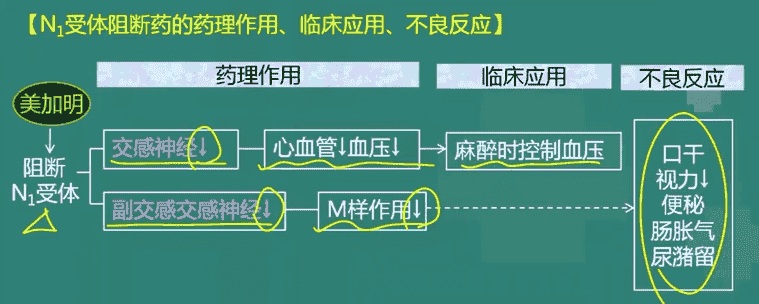 【N₁受体阻断药的药理作用、临床应用、不良反应】
药理作用 临床应用 不良反应
美加明
阻断
N₁受体
交感神经↓
心血管↓血压↓
麻醉时控制血压
副交感交感神经↓
M样作用↓
口干
视力↓
便秘
肠胀气
尿潴留